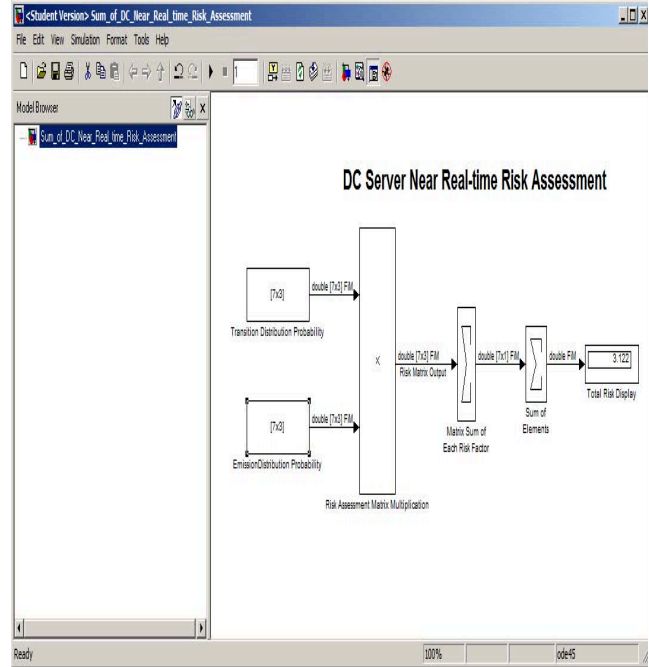 <Student Version> Sum_of_DC_Near_Real_time_Risk_Assessment
File Edit View Simulation Format Tools Help
1
Model Browser
Sum_of_DC_Near_Real_time_Risk_Assessment
DC Server Near Real-time Risk Assessment
[7x3]
double [7x3] FiM
Transition Distribution Probability
X
double [7x3] FiM
Risk Matrix Output
double [7x1] FiM
double FiM
3.122
Total Risk Display
[7x3]
double [7x3] FiM
EmissionDistribution Probability
Matrix Sum of
Each Risk Factor
Sum of
Elements
Risk Assessment Matrix Multiplication
Ready
100%
ode45